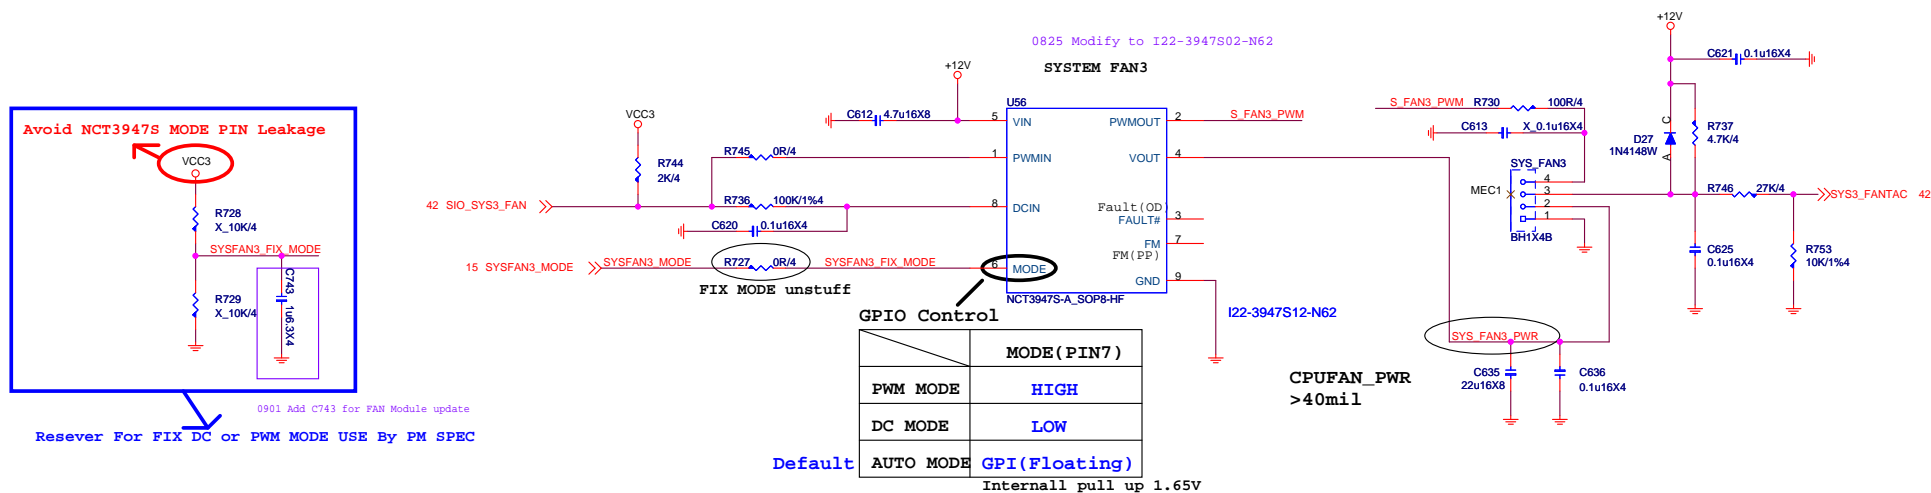 0825 Modify to I22-3947S02-N62
SYSTEM FAN3
Avoid NCT3947S MODE PIN Leakage
VCC3
R728
X_10K/4
SYSFAN3_FIX_MODE
R729
X_10K/4
C743
1u6.3X4
0901 Add C743 for FAN Module update
Resever For FIX DC or PWM MODE USE By PM SPEC
+12V
C612 4.7u16X8
VCC3
R744
2K/4
R745 0R/4
42 SIO_SYS3_FAN
R736 100K/1%4
C620 0.1u16X4
15 SYSFAN3_MODE
SYSFAN3_MODE
R727 0R/4
SYSFAN3_FIX_MODE
FIX MODE unstuff
U56
5 VIN
PWMOUT 2
1 PWMIN
VOUT 4
8 DCIN
Fault(OD
FAULT# 3
FM 7
FM(PP)
6 MODE
GND 9
NCT3947S-A_SOP8-HF
S_FAN3_PWM
I22-3947S12-N62
GPIO Control
MODE(PIN7)
PWM MODE HIGH
DC MODE LOW
Default AUTO MODE GPI(Floating)
Internall pull up 1.65V
+12V
C621 0.1u16X4
S_FAN3_PWM R730 100R/4
C613 X_0.1u16X4
D27
1N4148W
C
A
R737
4.7K/4
SYS_FAN3
MEC1
4
3
2
1
BH1X4B
R746 27K/4
SYS3_FANTAC 42
C625
0.1u16X4
R753
10K/1%4
SYS_FAN3_PWR
CPUFAN_PWR
>40mil
C635
22u16X8
C636
0.1u16X4